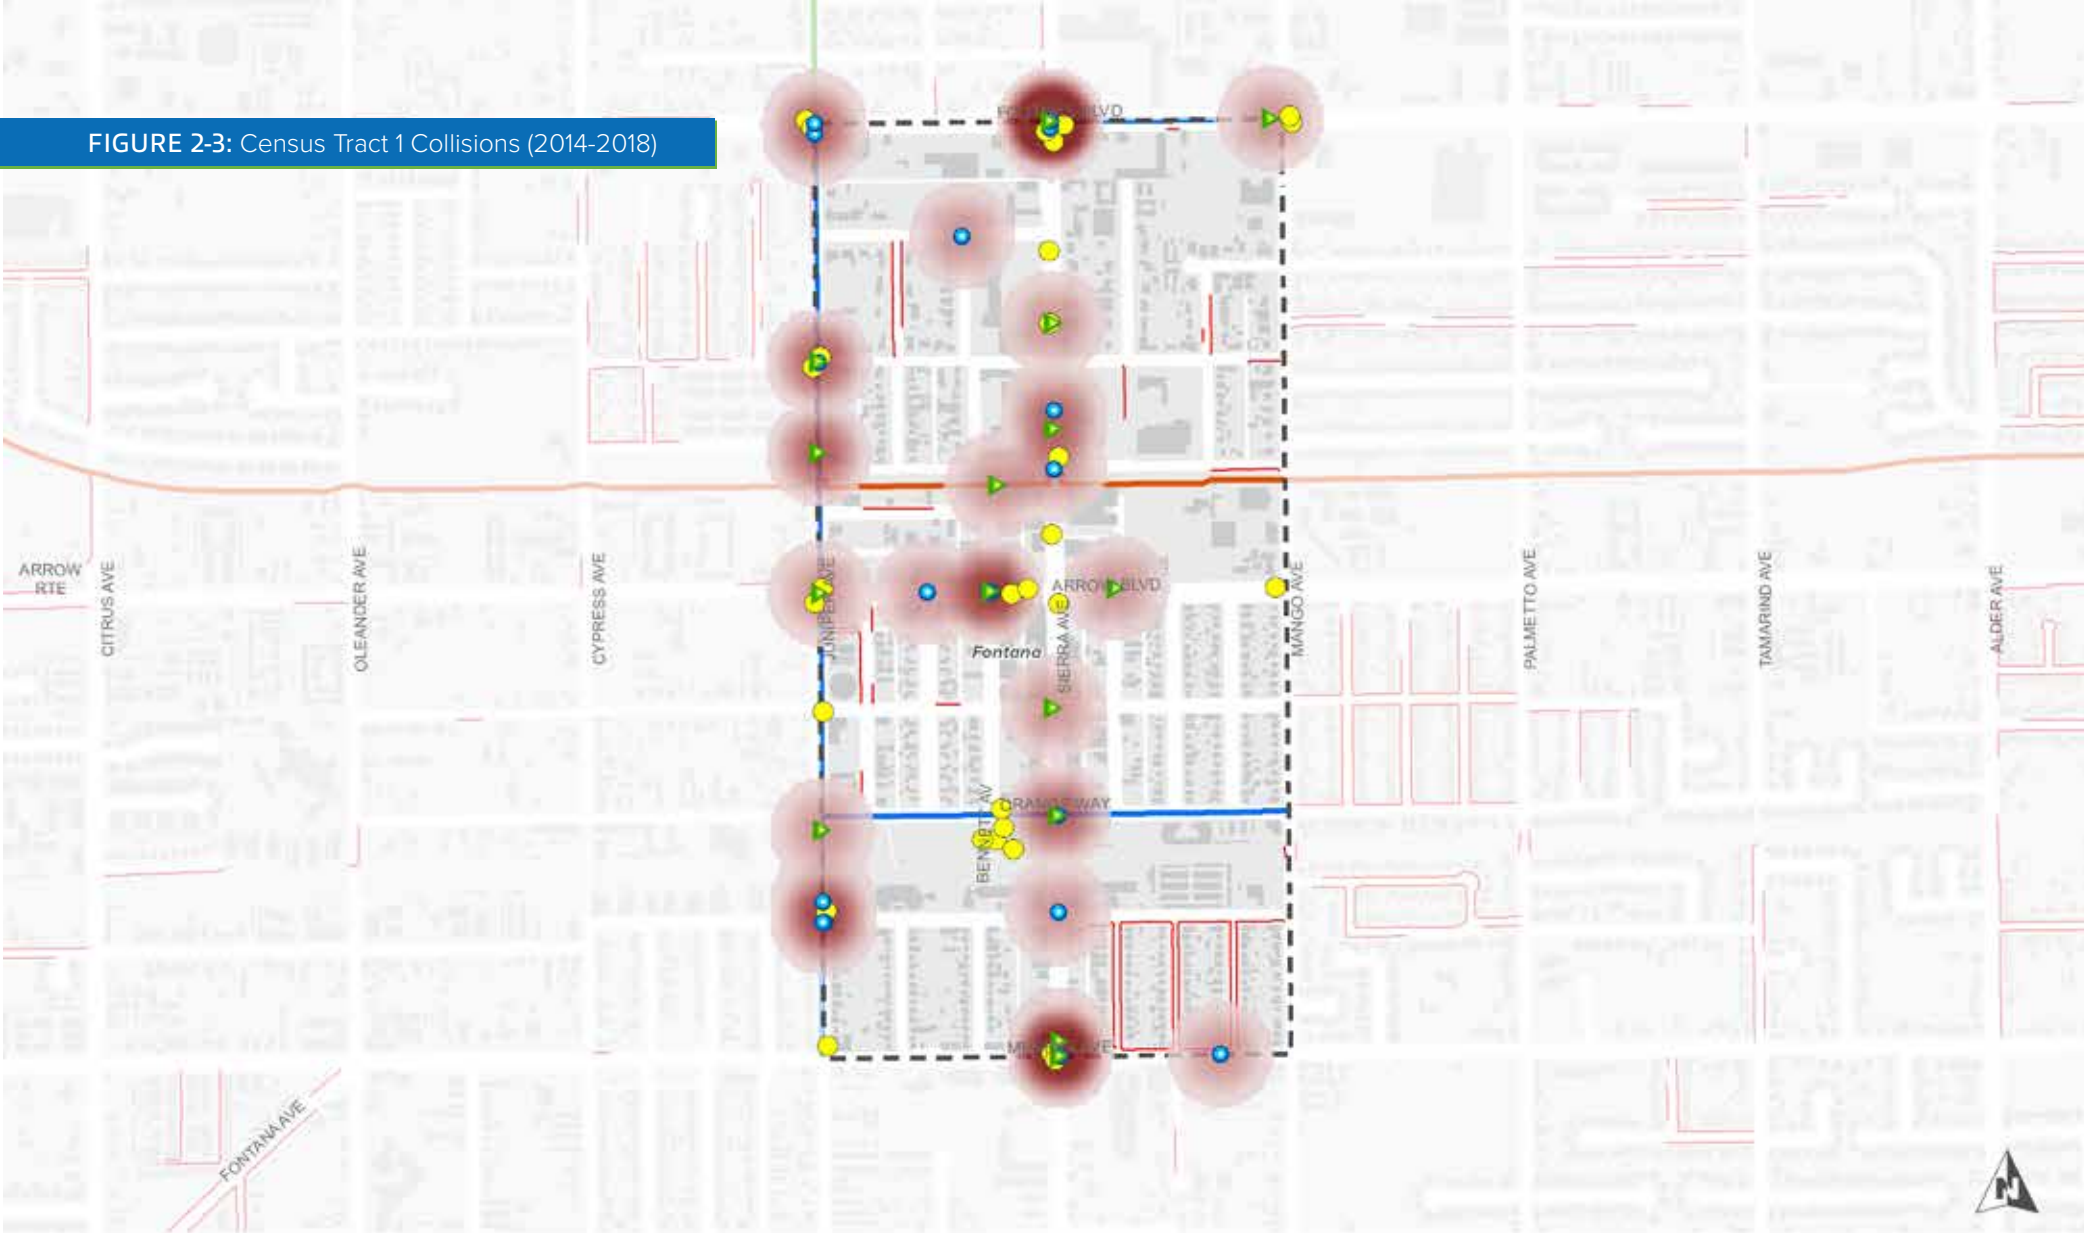 BLVD
FIGURE 2-3: Census Tract 1 Collisions (2014-2018)
ARROW
RTE
CITRUS AVE
OLEANDER AVE
CYPRESS AVE
JUNIPER AVE
ARROW BLVD
SIERRA AVE
MANGO AVE
PALMETTO AVE
TAMARIND AVE
ALDER AVE
Fontana
ORANGE WAY
BENNETT AV
FONTANA AVE
N